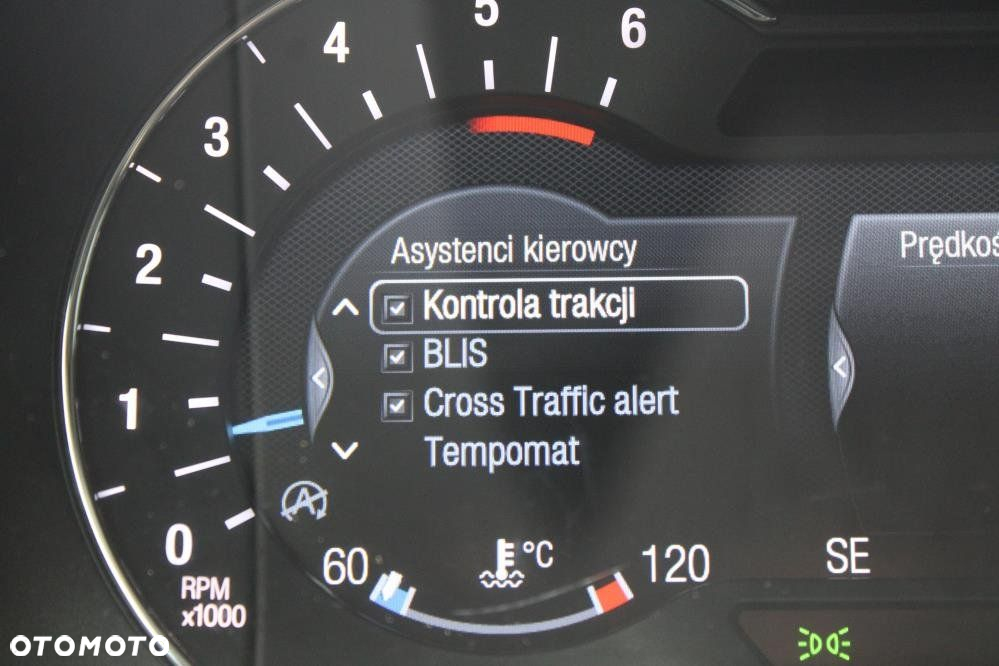 5
6
4
3
2
1
0
RPM
x1000
Asystenci kierowcy
Kontrola trakcji
BLIS
Cross Traffic alert
Tempomat
Prędkoś
60
°C
120
SE
OTOMOTO